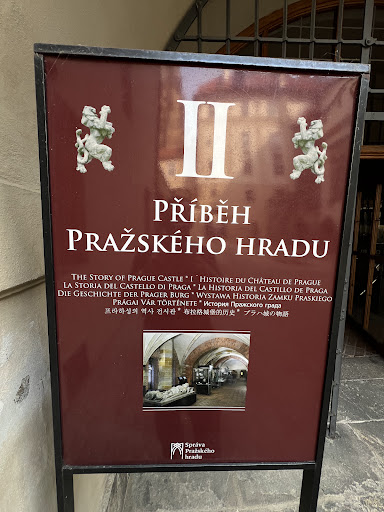 II
PŘÍBĚH
PRAŽSKÉHO HRADU
THE STORY OF PRAGUE CASTLE * L´HISTOIRE DU CHÂTEAU DE PRAGUE
LA STORIA DEL CASTELLO DI PRAGA * LA HISTORIA DEL CASTILLO DE PRAGA
DIE GESCHICHTE DER PRAGER BURG * WYSTAWA HISTORIA ZAMKU PRASKIEGO
PRÁGAI VÁR TÖRTÉNETE * История Пражского града
프라하성의 역사 전시관 * 布拉格城堡的历史 * プラハ城の物語
Správa
Pražského
hradu